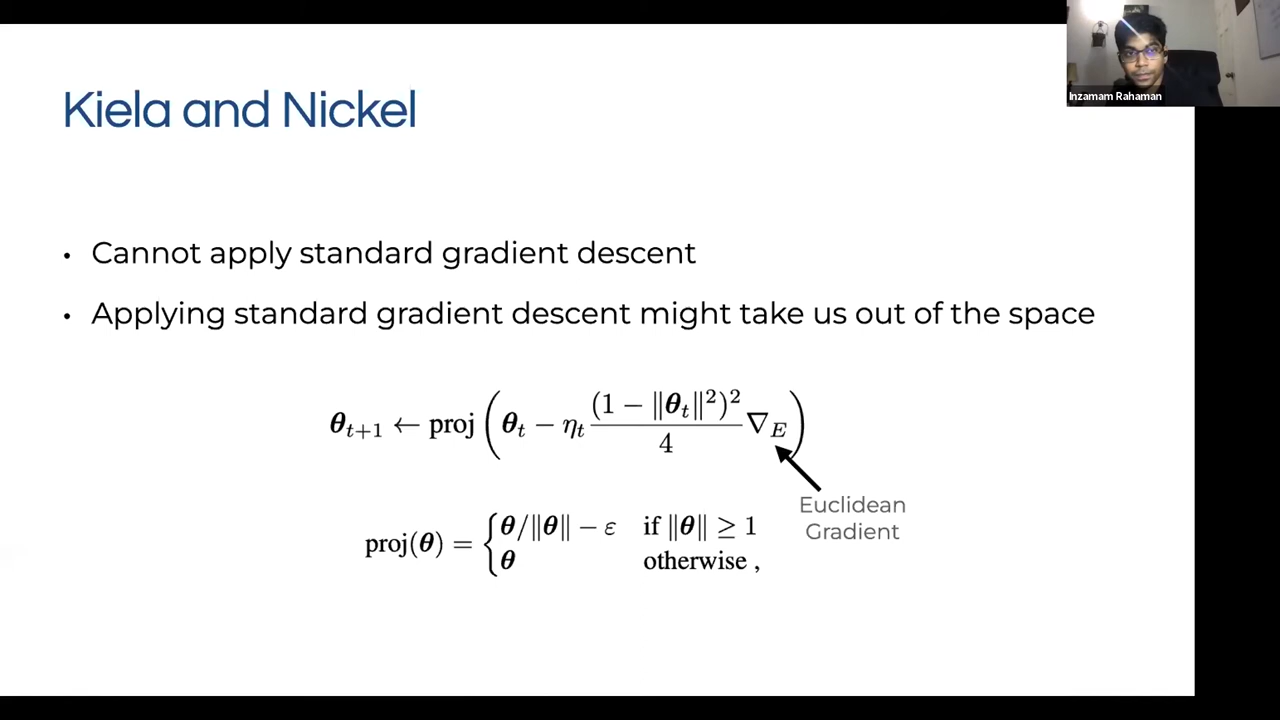 Inzamam Rahaman
Kiela and Nickel
• Cannot apply standard gradient descent
• Applying standard gradient descent might take us out of the space
θ_{t+1} ← proj ( θ_t − η_t \frac{(1 − ‖θ_t‖²)²}{4} ∇_E )
Euclidean
Gradient
proj(θ) = { θ/‖θ‖ − ε if ‖θ‖ ≥ 1
θ otherwise ,